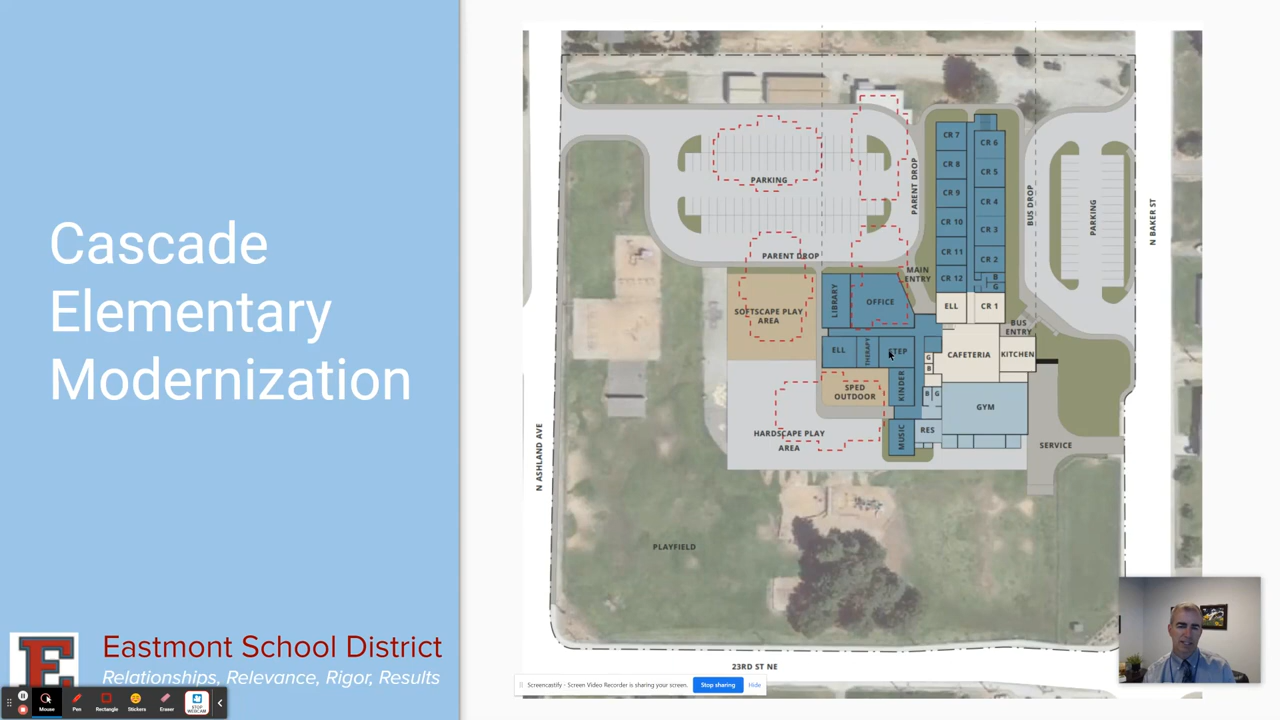 Cascade
Elementary
Modernization
E
Eastmont School District
Relationships, Relevance, Rigor, Results
Mouse
Pen
Rectangle
Stickers
Eraser
STOP
WEBCAM
CR 7
CR 6
CR 8
CR 5
PARKING
PARENT DROP
CR 9
CR 4
BUS DROP
PARKING
N BAKER ST
CR 10
CR 3
PARENT DROP
CR 11
CR 2
MAIN
ENTRY
CR 12
B
G
LIBRARY
OFFICE
ELL
CR 1
SOFTSCAPE PLAY
AREA
BUS
ENTRY
ELL
THERAPY
STEP
G
B
CAFETERIA
KITCHEN
SPED
OUTDOOR
KINDER
B
G
GYM
HARDSCAPE PLAY
AREA
MUSIC
RES
SERVICE
N ASHLAND AVE
PLAYFIELD
23RD ST NE
Screencastify - Screen Video Recorder is sharing your screen.
Stop sharing
Hide